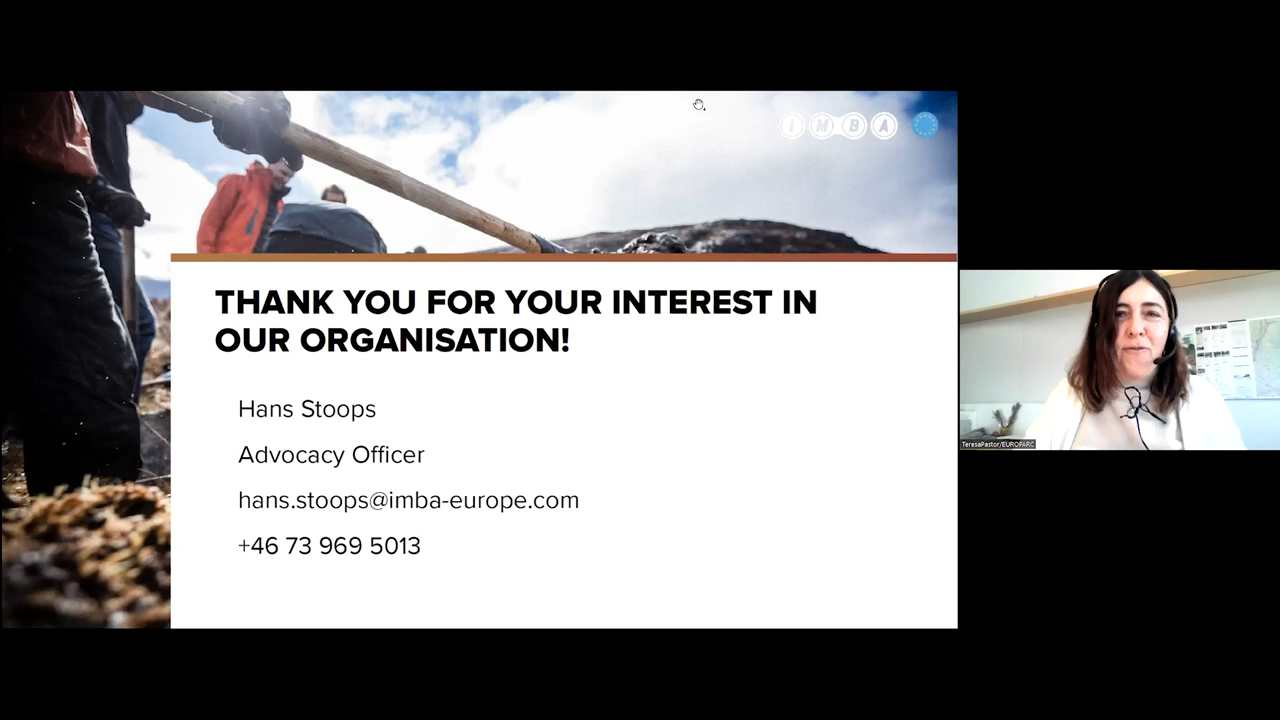 IMBA
THANK YOU FOR YOUR INTEREST IN
OUR ORGANISATION!
Hans Stoops
Advocacy Officer
hans.stoops@imba-europe.com
+46 73 969 5013
TeresaPastor/EUROPARC